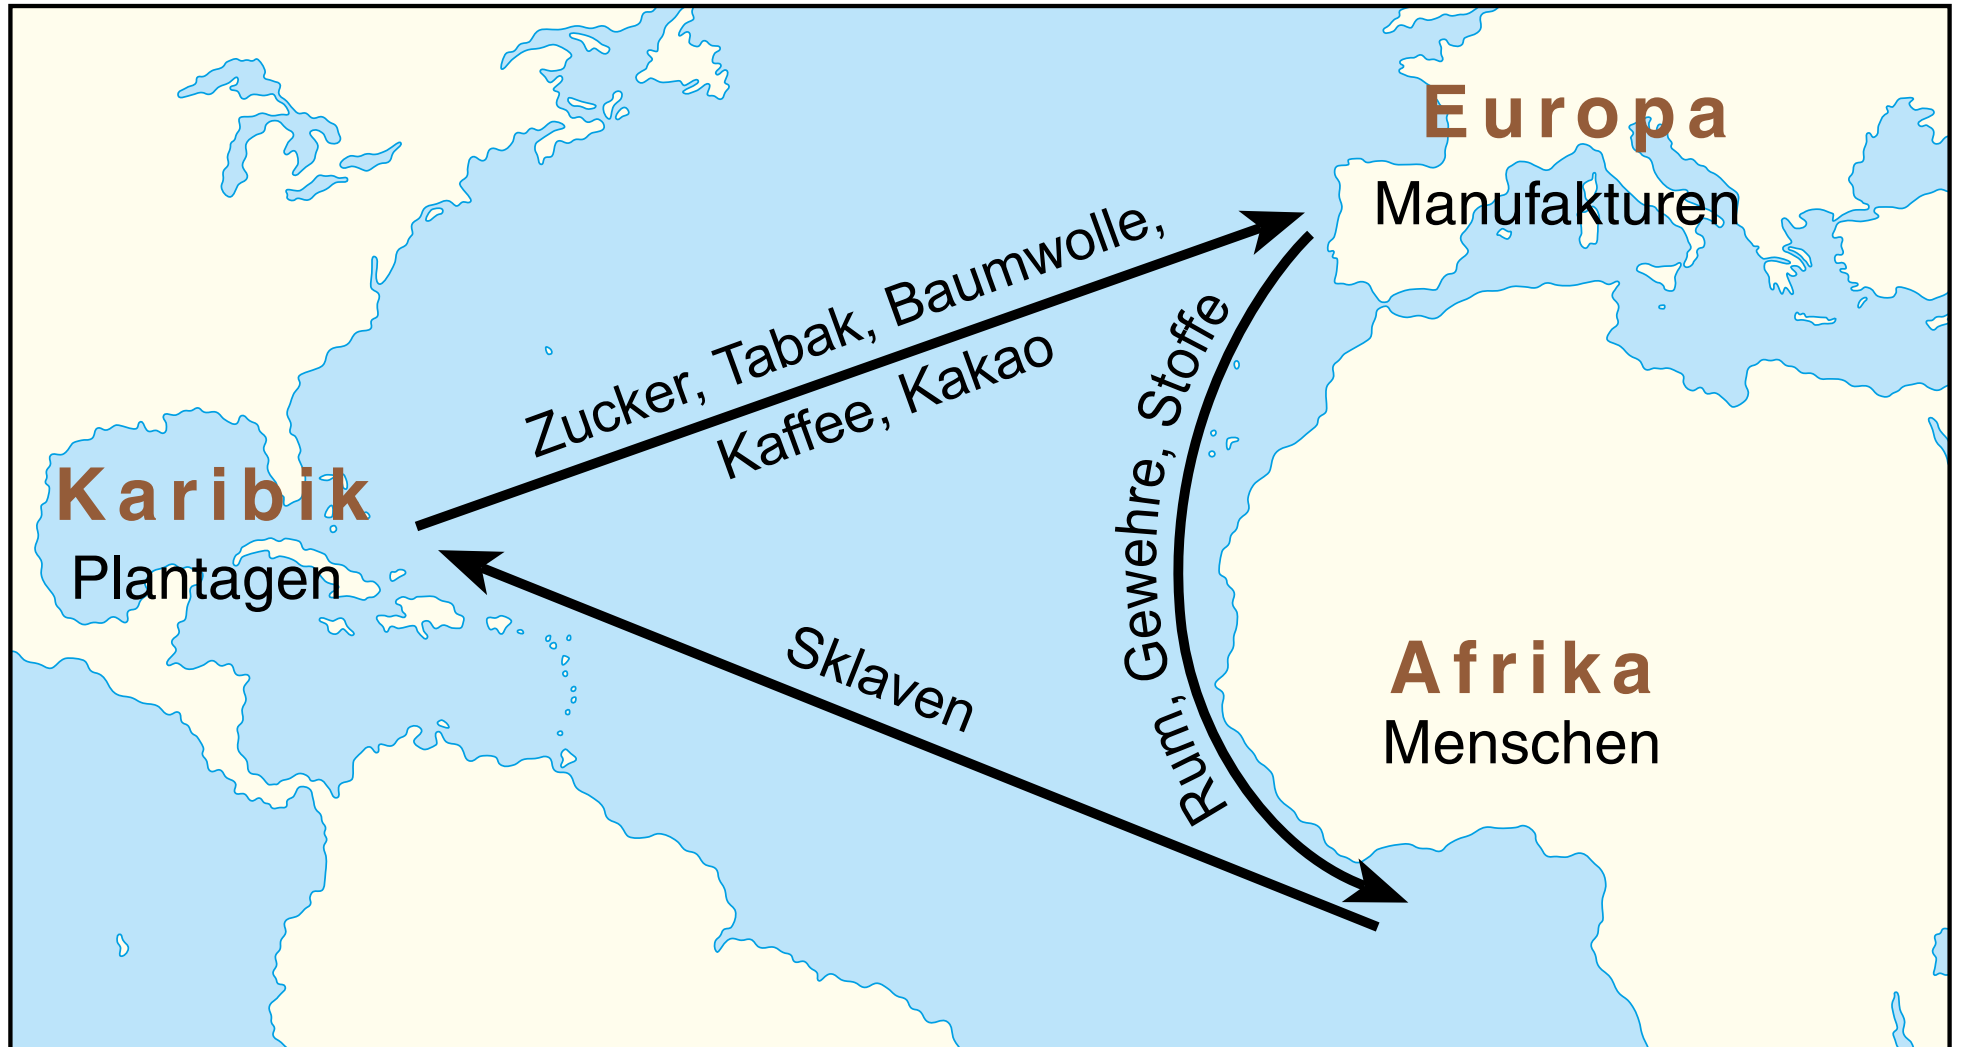 Europa
Manufakturen
Zucker, Tabak, Baumwolle,
Kaffee, Kakao
Rum, Gewehre, Stoffe
Karibik
Plantagen
Sklaven
Afrika
Menschen